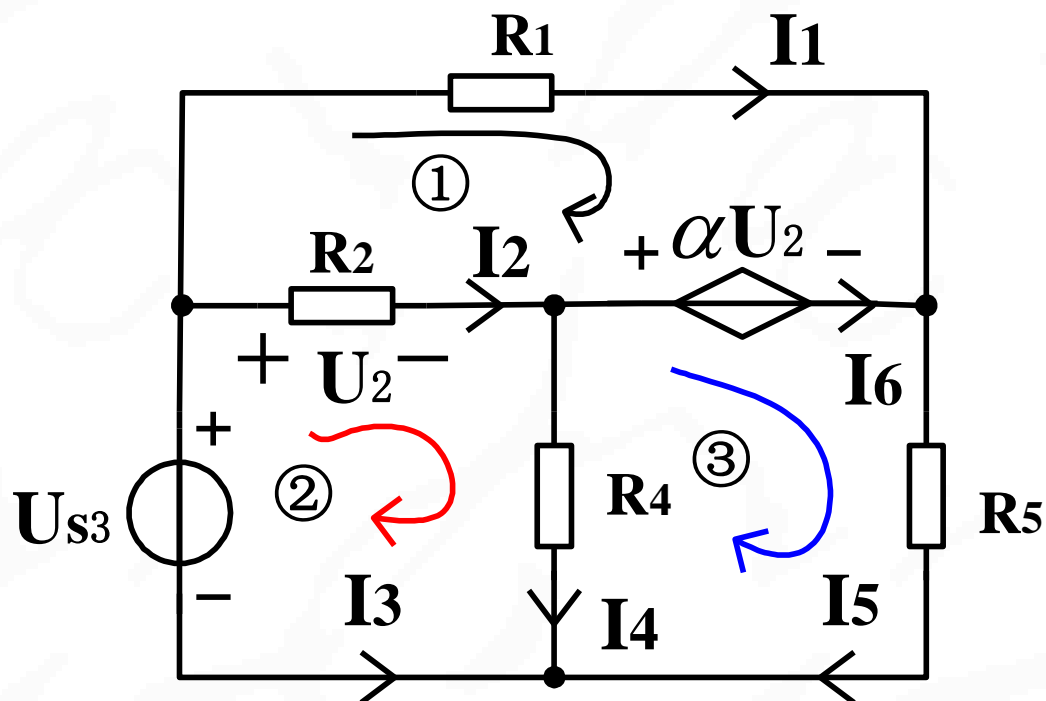 R1
I1
①
R2
I2
+ αU2 −
+ U2 −
I6
+
②
③
Us3
R4
R5
−
I3
I4
I5